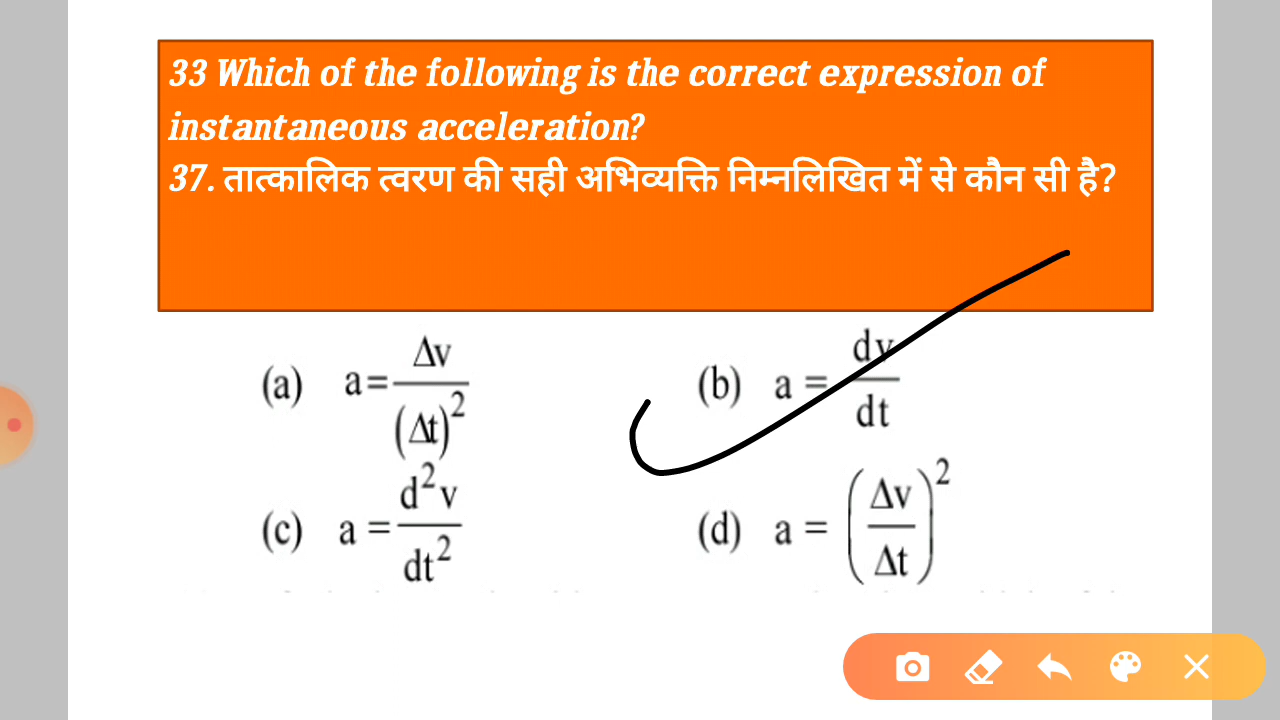 33 Which of the following is the correct expression of
instantaneous acceleration?
37. तात्कालिक त्वरण की सही अभिव्यक्ति निम्नलिखित में से कौन सी है?
(a) a = Δv / (Δt)²
(b) a = dv / dt
(c) a = d²v / dt²
(d) a = (Δv / Δt)²